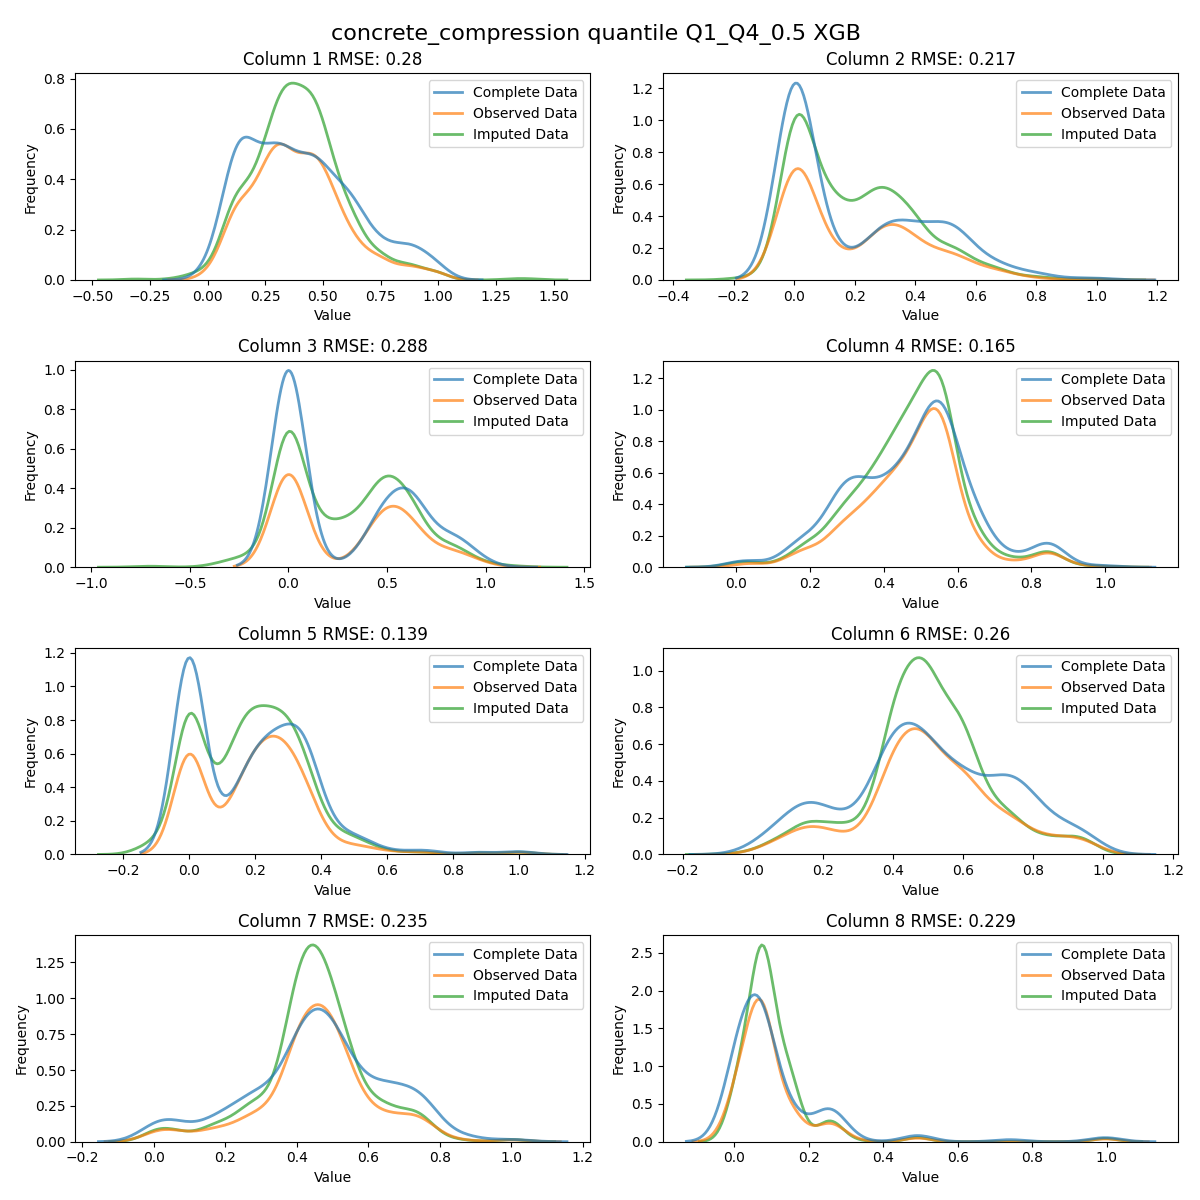 concrete_compression quantile Q1_Q4_0.5 XGB
Column 1 RMSE: 0.28
Frequency
0.8
0.6
0.4
0.2
0.0
Complete Data
Observed Data
Imputed Data
−0.50 −0.25 0.00 0.25 0.50 0.75 1.00 1.25 1.50
Value
Column 2 RMSE: 0.217
Frequency
1.2
1.0
0.8
0.6
0.4
0.2
0.0
Complete Data
Observed Data
Imputed Data
−0.4 −0.2 0.0 0.2 0.4 0.6 0.8 1.0 1.2
Value
Column 3 RMSE: 0.288
Frequency
1.0
0.8
0.6
0.4
0.2
0.0
Complete Data
Observed Data
Imputed Data
−1.0 −0.5 0.0 0.5 1.0 1.5
Value
Column 4 RMSE: 0.165
Frequency
1.2
1.0
0.8
0.6
0.4
0.2
0.0
Complete Data
Observed Data
Imputed Data
0.0 0.2 0.4 0.6 0.8 1.0
Value
Column 5 RMSE: 0.139
Frequency
1.2
1.0
0.8
0.6
0.4
0.2
0.0
Complete Data
Observed Data
Imputed Data
−0.2 0.0 0.2 0.4 0.6 0.8 1.0 1.2
Value
Column 6 RMSE: 0.26
Frequency
1.0
0.8
0.6
0.4
0.2
0.0
Complete Data
Observed Data
Imputed Data
−0.2 0.0 0.2 0.4 0.6 0.8 1.0 1.2
Value
Column 7 RMSE: 0.235
Frequency
1.25
1.00
0.75
0.50
0.25
0.00
Complete Data
Observed Data
Imputed Data
−0.2 0.0 0.2 0.4 0.6 0.8 1.0 1.2
Value
Column 8 RMSE: 0.229
Frequency
2.5
2.0
1.5
1.0
0.5
0.0
Complete Data
Observed Data
Imputed Data
0.0 0.2 0.4 0.6 0.8 1.0
Value